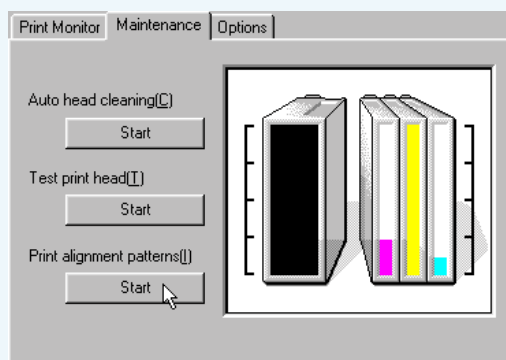 Print Monitor Maintenance Options
Auto head cleaning(C)
Start
Test print head(T)
Start
Print alignment patterns(I)
Start